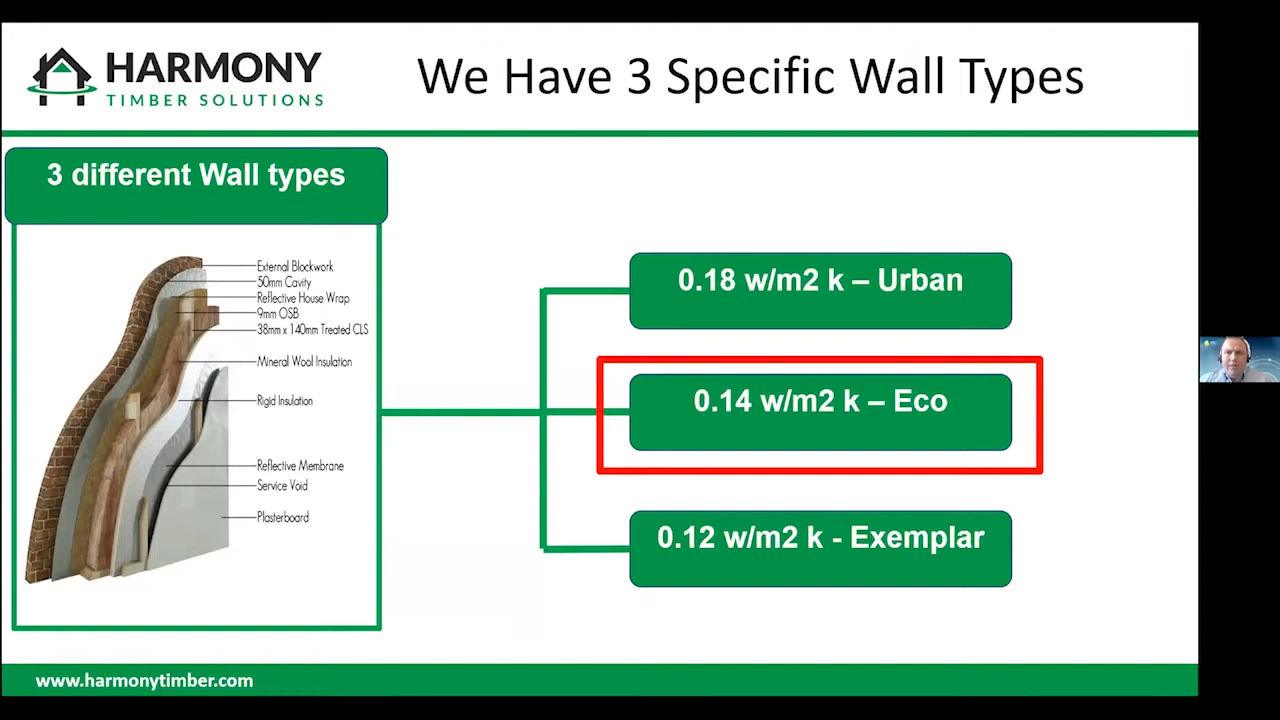 HARMONY
TIMBER SOLUTIONS
We Have 3 Specific Wall Types
3 different Wall types
External Blockwork
50mm Cavity
Reflective House Wrap
9mm OSB
38mm x 140mm Treated CLS
Mineral Wool Insulation
Rigid Insulation
Reflective Membrane
Service Void
Plasterboard
0.18 w/m2 k – Urban
0.14 w/m2 k – Eco
0.12 w/m2 k - Exemplar
www.harmonytimber.com